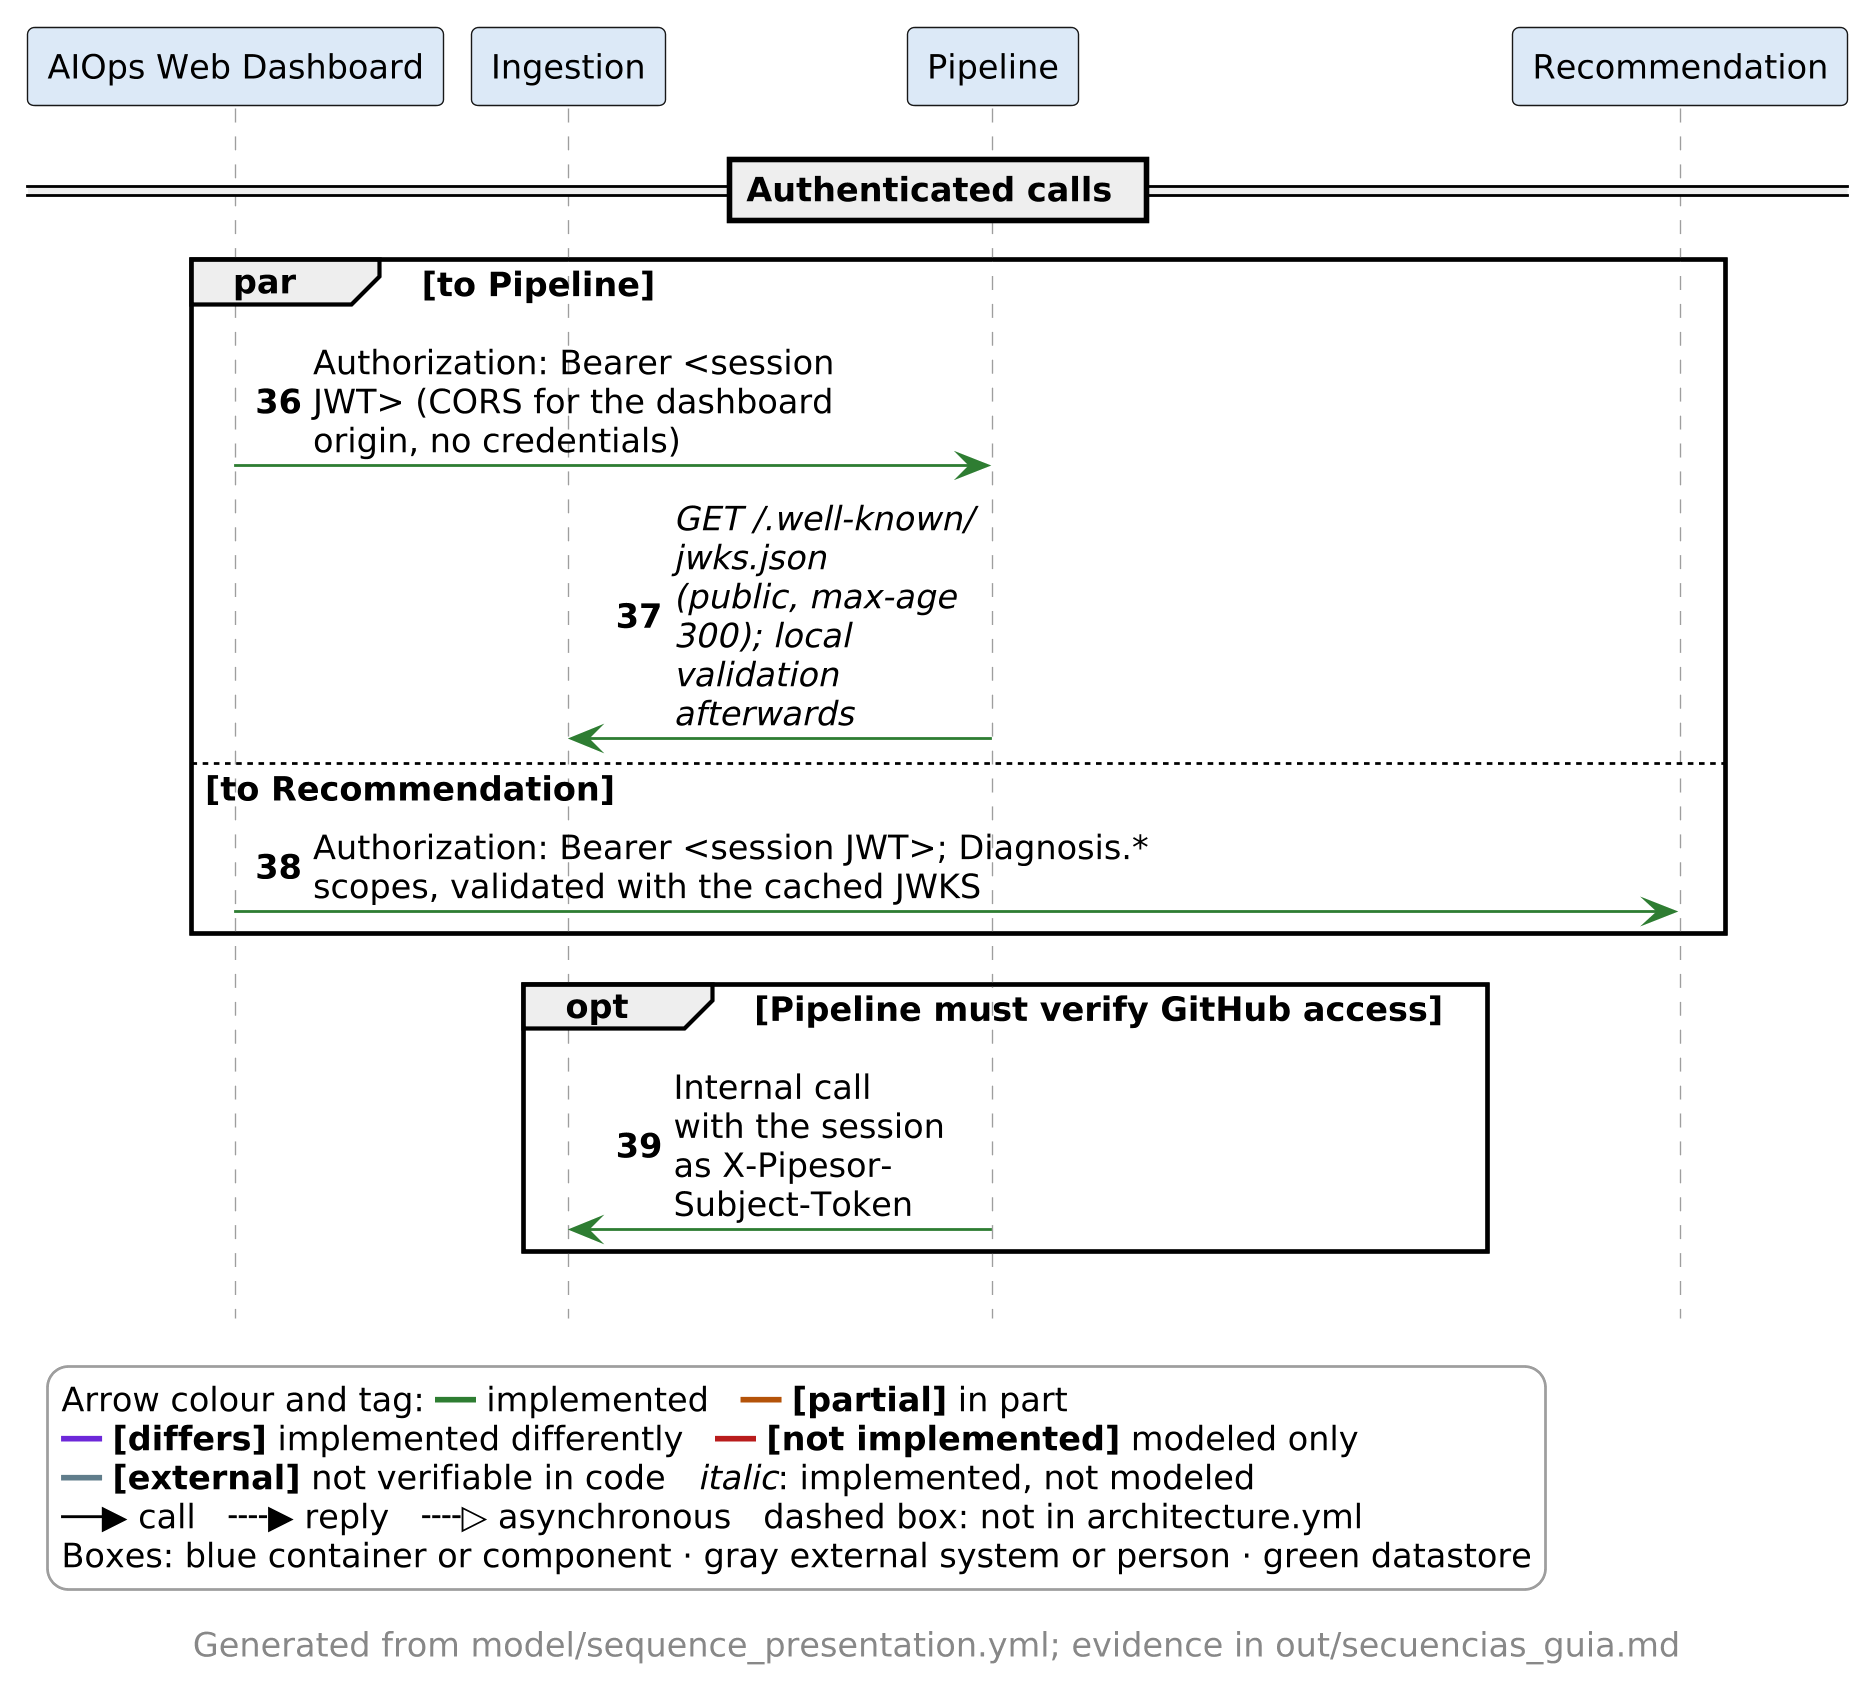 AIOps Web Dashboard
Ingestion
Pipeline
Recommendation
Authenticated calls
par
[to Pipeline]
36
Authorization: Bearer <session
JWT> (CORS for the dashboard
origin, no credentials)
37
GET /.well-known/
jwks.json
(public, max-age
300); local
validation
afterwards
[to Recommendation]
38
Authorization: Bearer <session JWT>; Diagnosis.*
scopes, validated with the cached JWKS
opt
[Pipeline must verify GitHub access]
39
Internal call
with the session
as X-Pipesor-
Subject-Token
Arrow colour and tag: implemented [partial] in part
[differs] implemented differently [not implemented] modeled only
[external] not verifiable in code italic: implemented, not modeled
call reply asynchronous dashed box: not in architecture.yml
Boxes: blue container or component · gray external system or person · green datastore
Generated from model/sequence_presentation.yml; evidence in out/secuencias_guia.md